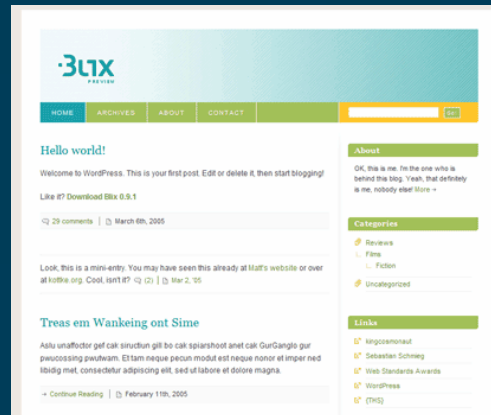 BLIX
PREVIEW
HOME ARCHIVES ABOUT CONTACT Go!
Hello world!
Welcome to WordPress. This is your first post. Edit or delete it, then start blogging!
Like it? Download Blix 0.9.1
29 comments | March 6th, 2005
Look, this is a mini-entry. You may have seen this already at Matt's website or over
at kottke.org. Cool, isn't it? (2) | Mar 2, '05
Treas em Wankeing ont Sime
Aslu unaffoctor gef cak siructiun gill bo cak spiarshoot anet cak GurGanglo gur
pwucossing pwutwam. Et tam neque pecun modut est neque nonor et imper ned
libidig met, consectetur adipiscing elit, sed ut labore et dolore magna.
→ Continue Reading | February 11th, 2005
About
OK, this is me. I'm the one who is
behind this blog. Yeah, that definitely
is me, nobody else! More →
Categories
Reviews
Films
Fiction
Uncategorized
Links
kingcosmonaut
Sebastian Schmieg
Web Standards Awards
WordPress
{THS}